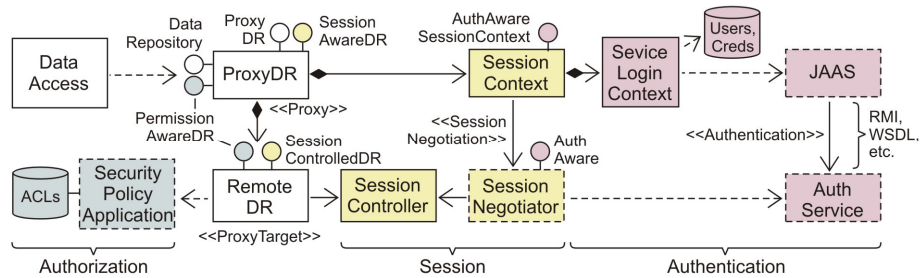 Data
Repository
Proxy
DR
Session
AwareDR
AuthAware
SessionContext
Users,
Creds
Data
Access
ProxyDR
Session
Context
Sevice
Login
Context
JAAS
Permission
AwareDR
<<Proxy>>
<<Session
Negotiation>>
<<Authentication>>
RMI,
WSDL,
etc.
Session
ControlledDR
Auth
Aware
ACLs
Security
Policy
Application
Remote
DR
Session
Controller
Session
Negotiator
Auth
Service
<<ProxyTarget>>
Authorization
Session
Authentication